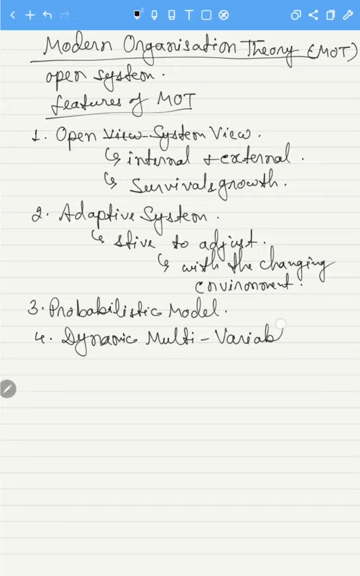 Modern Organisation Theory (MOT)
open system.
features of MOT
1. Open View-System View.
↳ internal + external.
↳ Survival & growth.
2. Adaptive System.
↳ stive to adjust.
↳ with the changing
environment.
3. Probabilistic Model.
4. Dynamic Multi-Variab